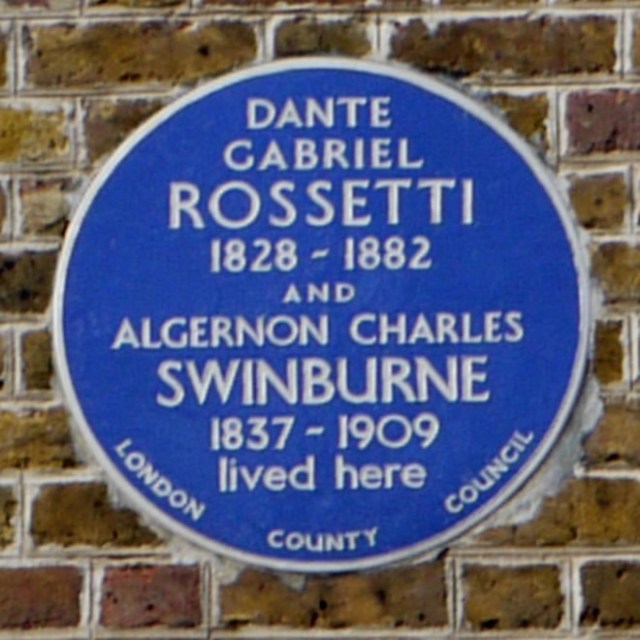 DANTE
GABRIEL
ROSSETTI
1828 - 1882
AND
ALGERNON CHARLES
SWINBURNE
1837 - 1909
lived here
LONDON COUNTY COUNCIL